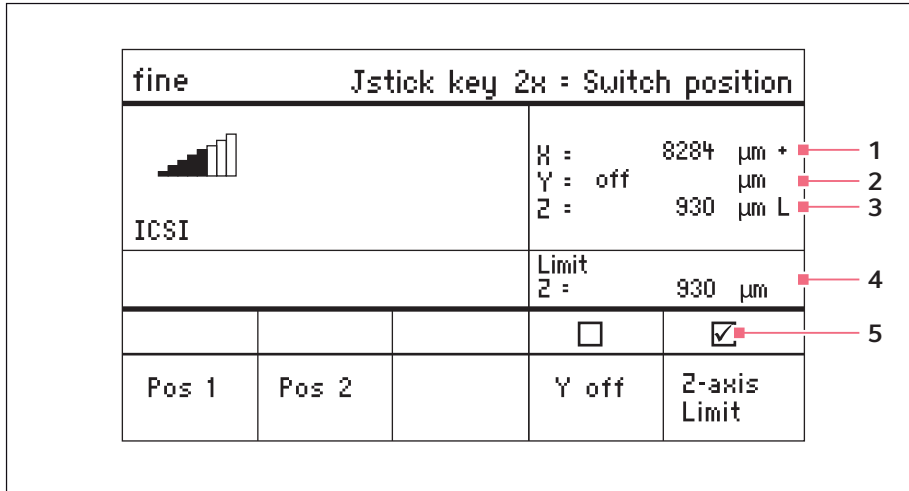 fine Jstick key 2x = Switch position
X = 8284 µm + 1
Y = off µm 2
Z = 930 µm L 3
ICSI
Limit
Z = 930 µm 4
5
Pos 1 Pos 2 Y off Z-axis
Limit